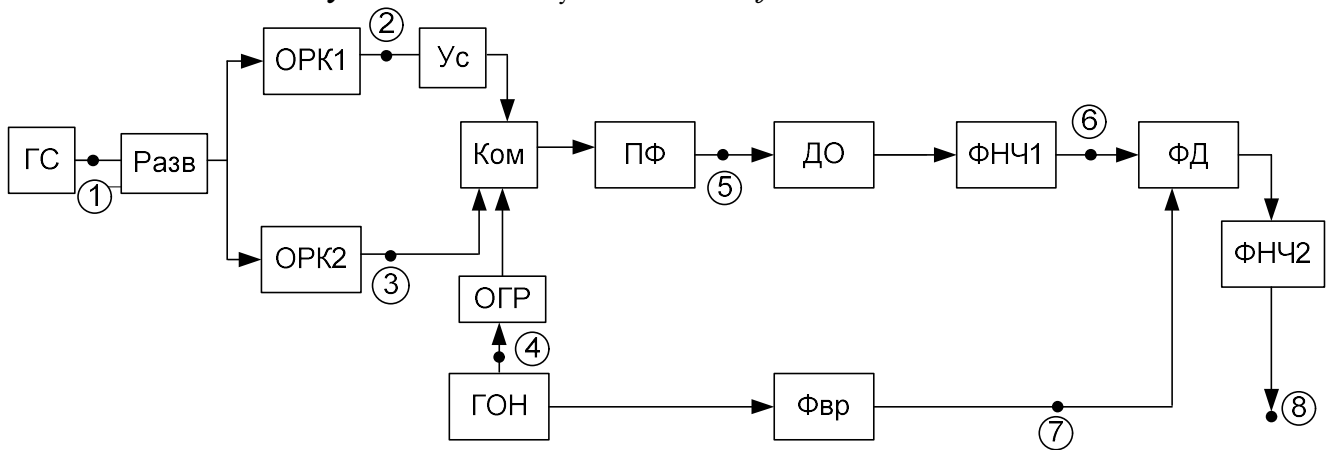 ②
ОРК1
Ус
ГС
Разв
①
Ком
ПФ
⑤
ДО
ФНЧ1
⑥
ФД
ОРК2
③
ФНЧ2
ОГР
④
ГОН
Фвр
⑦
⑧